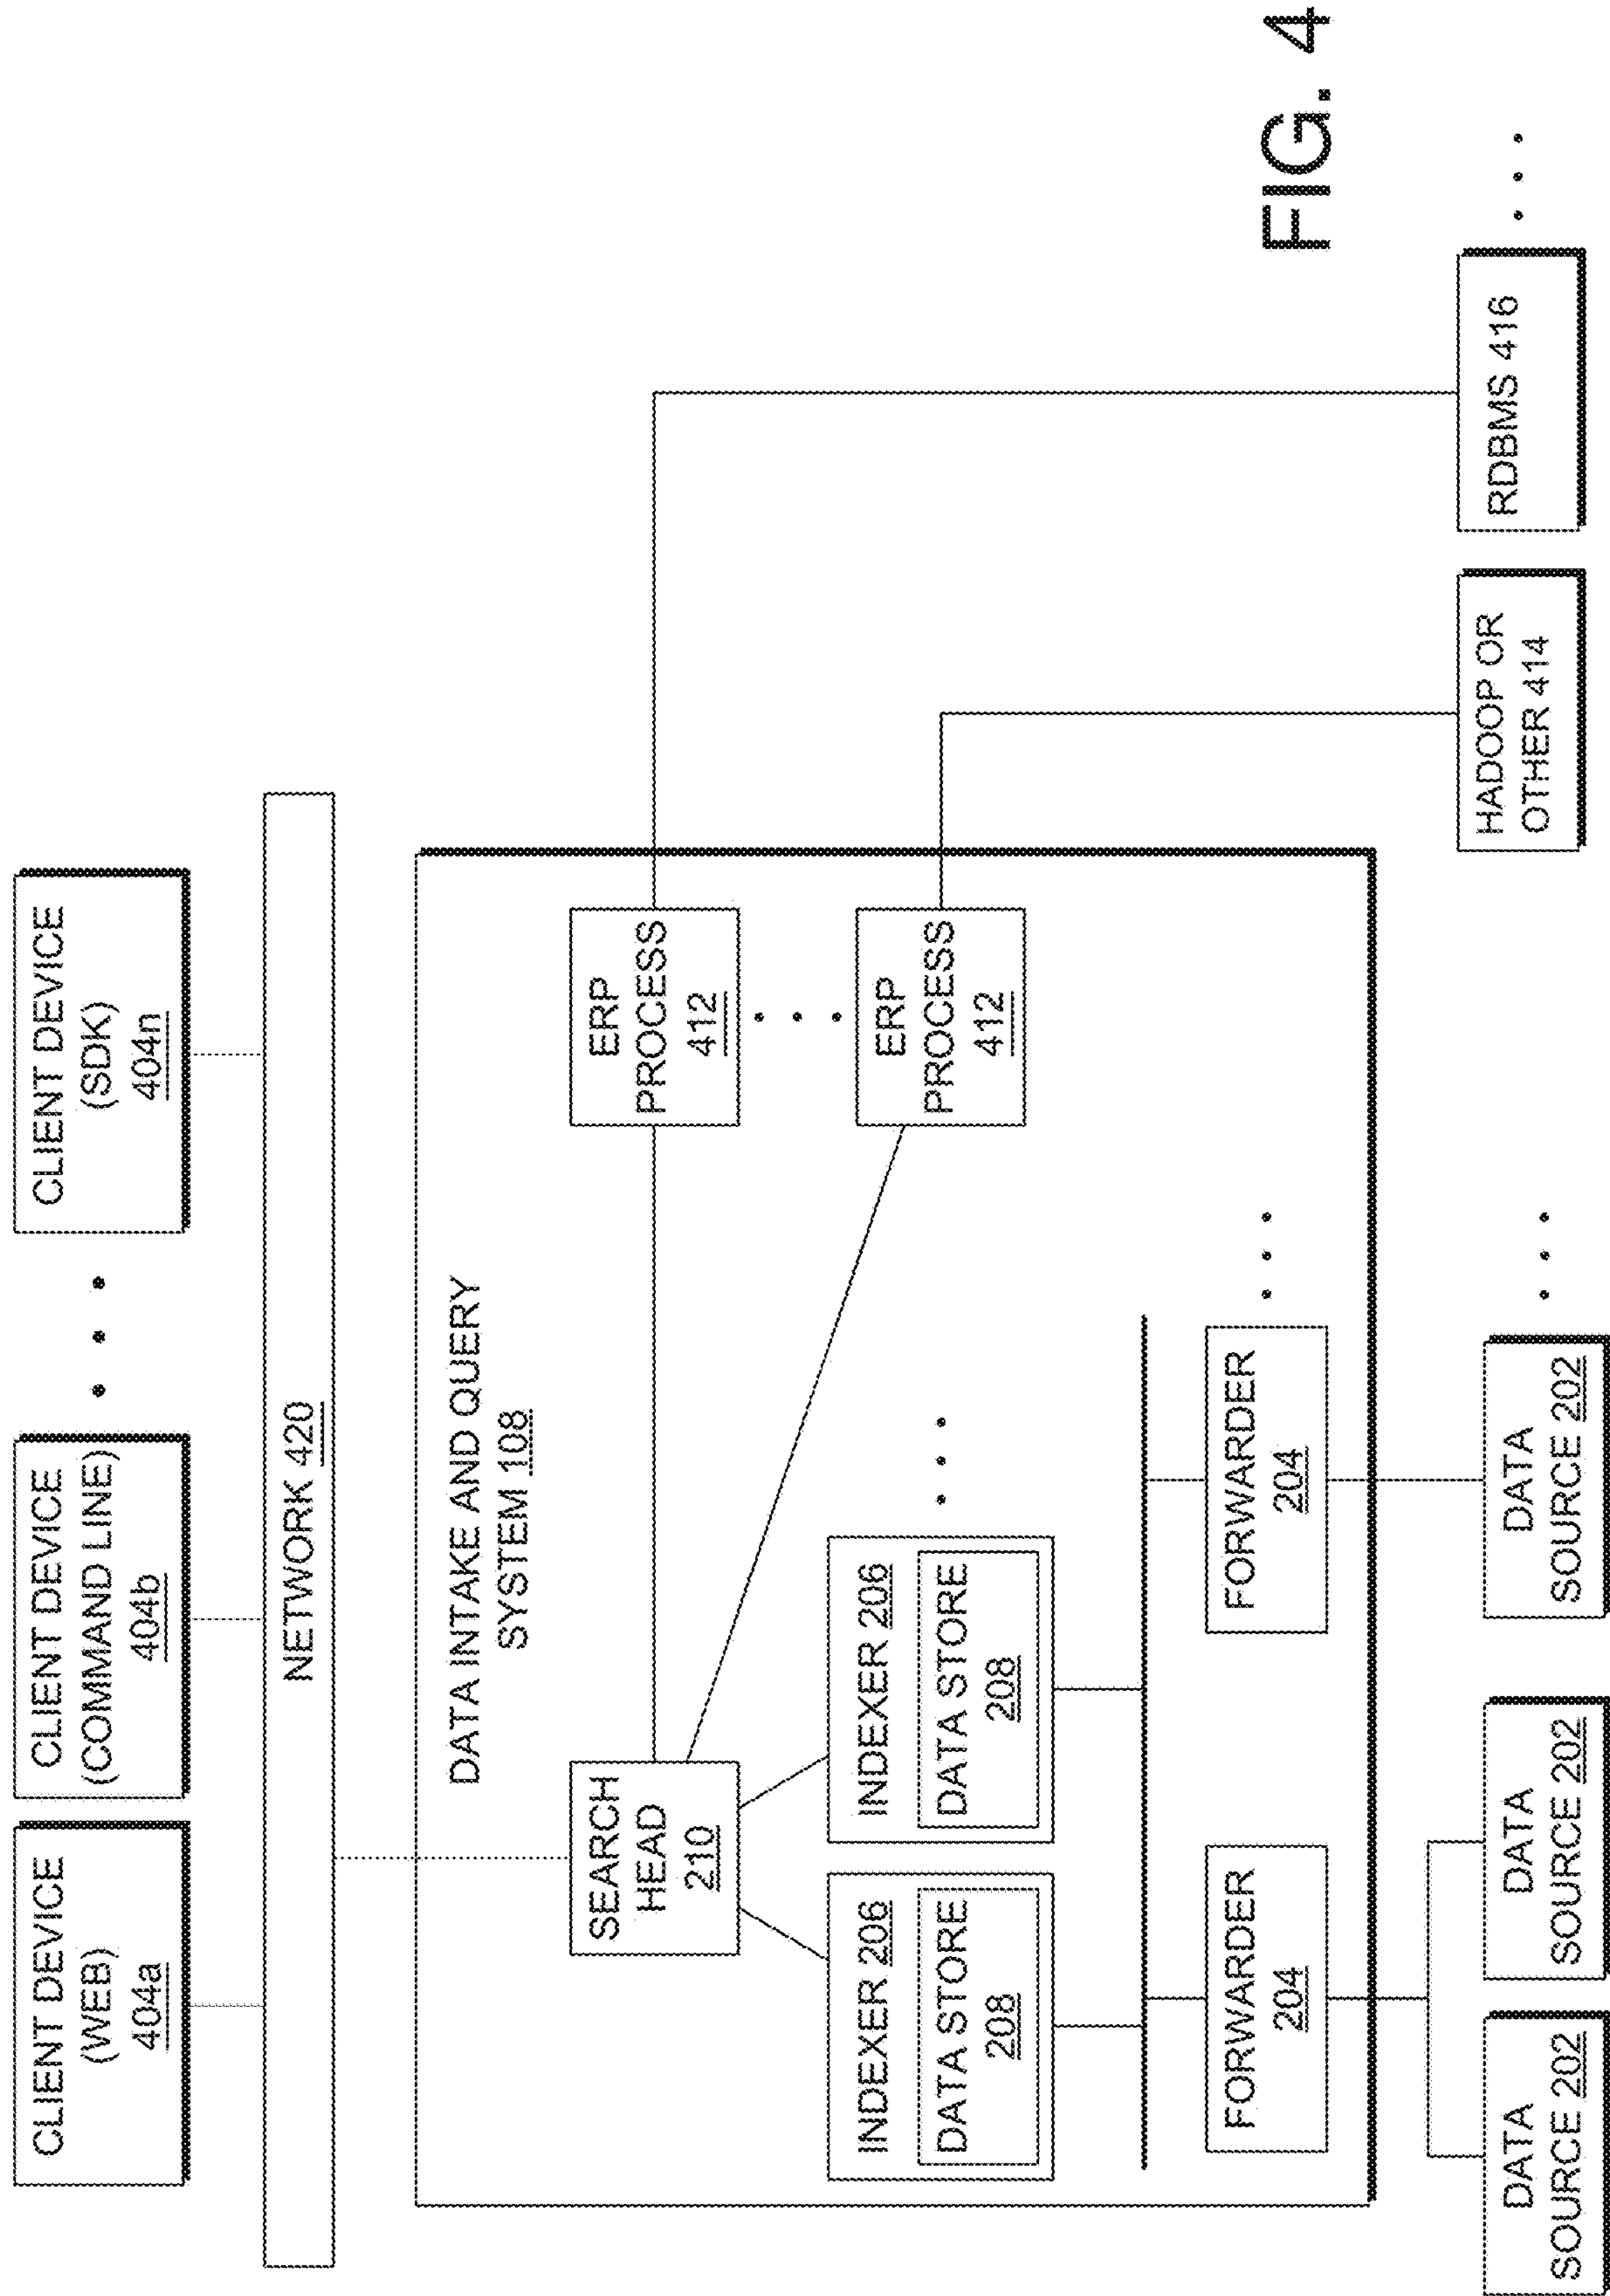 CLIENT DEVICE
(WEB)
404a
CLIENT DEVICE
(COMMAND LINE)
404b
CLIENT DEVICE
(SDK)
404n
NETWORK 420
DATA INTAKE AND QUERY
SYSTEM 108
SEARCH
HEAD
210
ERP
PROCESS
412
ERP
PROCESS
412
INDEXER 206
DATA STORE
208
INDEXER 206
DATA STORE
208
FORWARDER
204
FORWARDER
204
DATA
SOURCE 202
DATA
SOURCE 202
DATA
SOURCE 202
HADOOP OR
OTHER 414
RDBMS 416
FIG. 4